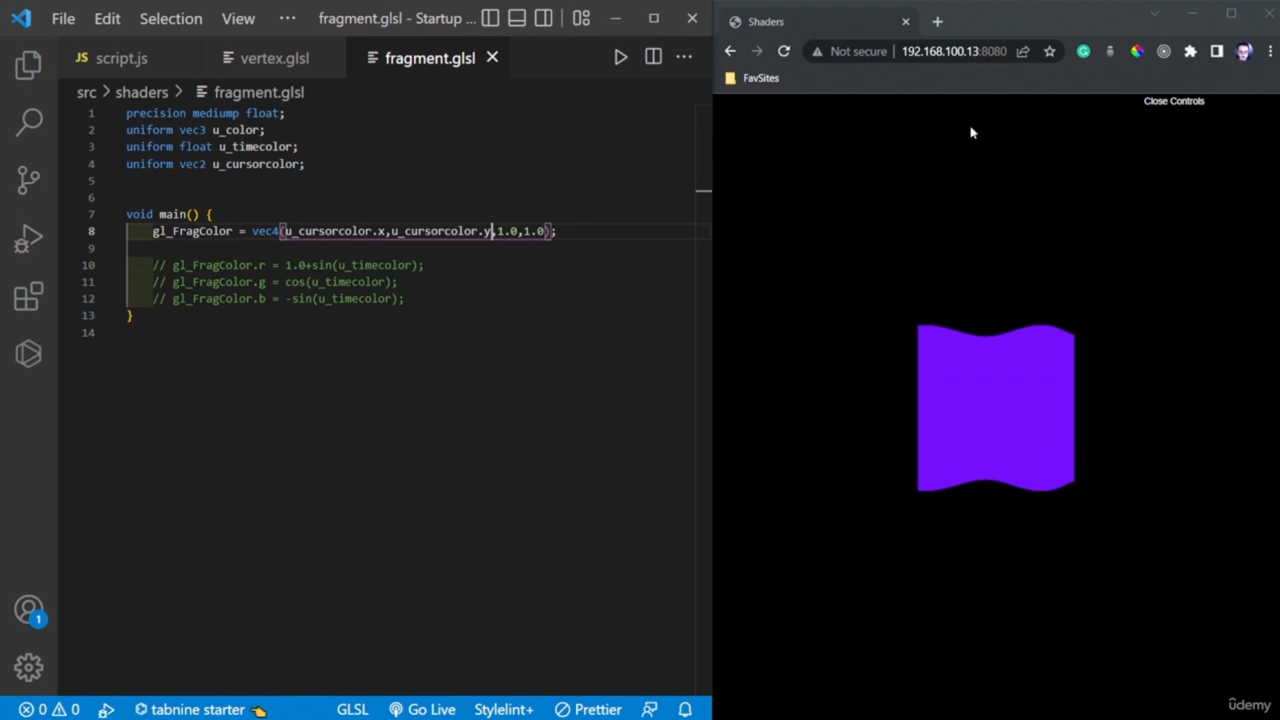 File Edit Selection View ··· fragment.glsl - Startup ...
JS script.js vertex.glsl fragment.glsl
src > shaders > fragment.glsl
1 precision mediump float;
2 uniform vec3 u_color;
3 uniform float u_timecolor;
4 uniform vec2 u_cursorcolor;
5
6
7 void main() {
8 gl_FragColor = vec4(u_cursorcolor.x,u_cursorcolor.y,1.0,1.0);
9
10 // gl_FragColor.r = 1.0+sin(u_timecolor);
11 // gl_FragColor.g = cos(u_timecolor);
12 // gl_FragColor.b = -sin(u_timecolor);
13 }
14
1
0 0 tabnine starter GLSL Go Live Stylelint+ Prettier
Shaders
Not secure | 192.168.100.13:8080
FavSites
Close Controls
ûdemy